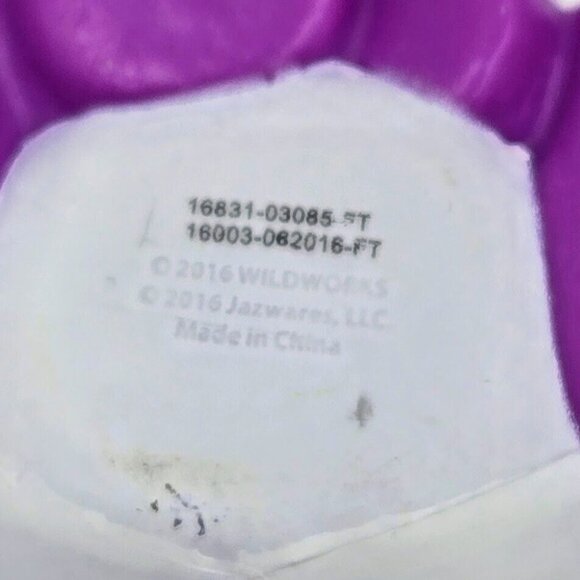 16831-03085-FT
16003-062016-FT
© 2016 WILDWORKS
© 2016 Jazwares, LLC
Made in China